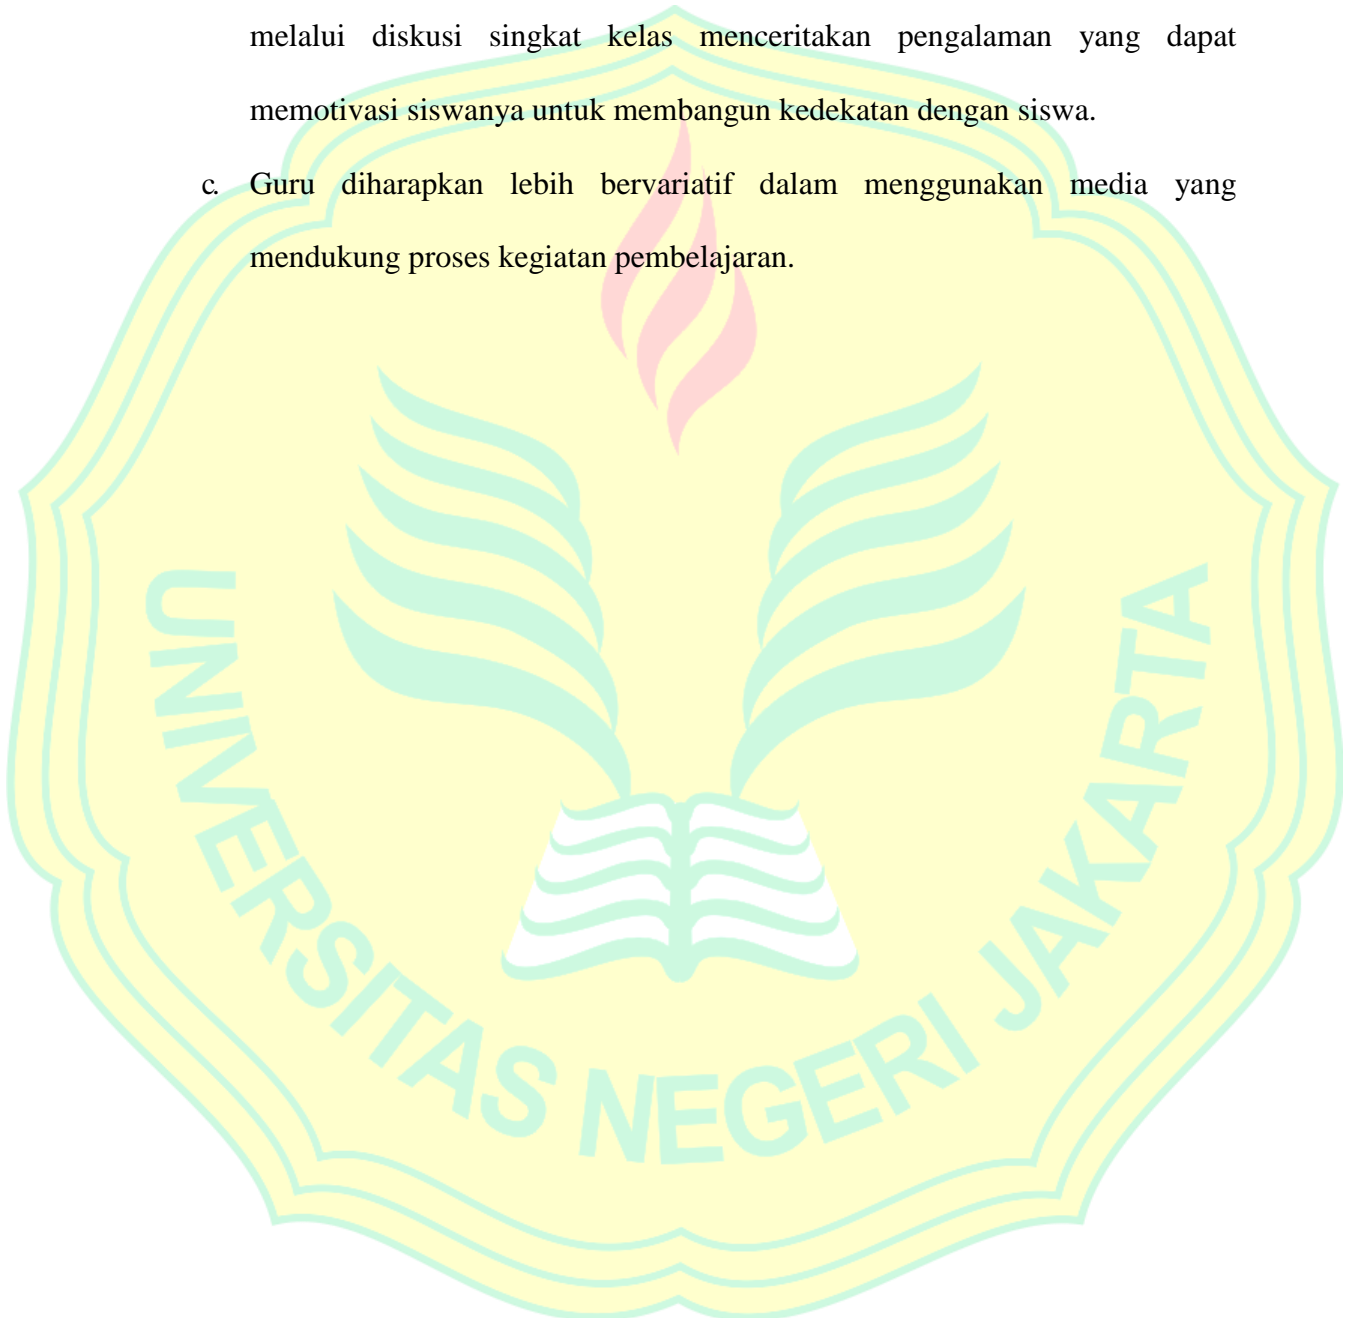 melalui diskusi singkat kelas menceritakan pengalaman yang dapat
memotivasi siswanya untuk membangun kedekatan dengan siswa.
c. Guru diharapkan lebih bervariatif dalam menggunakan media yang
mendukung proses kegiatan pembelajaran.
UNIVERSITAS NEGERI JAKARTA